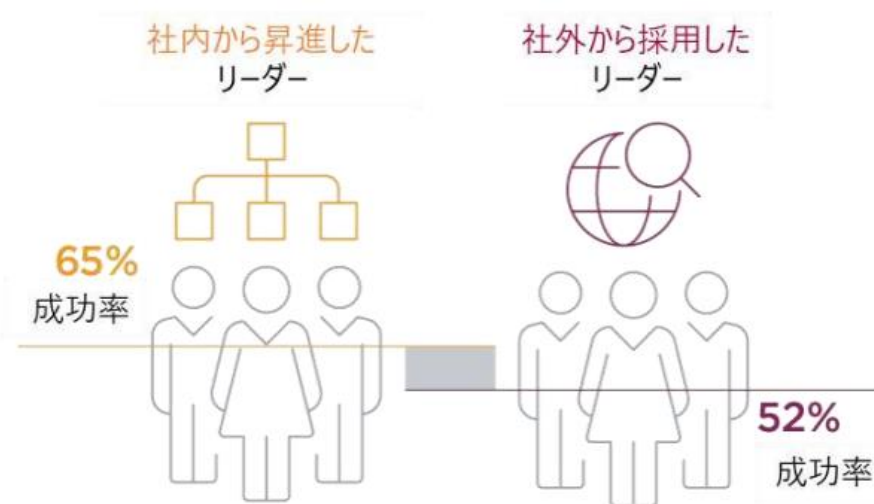 社内から昇進した
リーダー
社外から採用した
リーダー
65%
成功率
52%
成功率